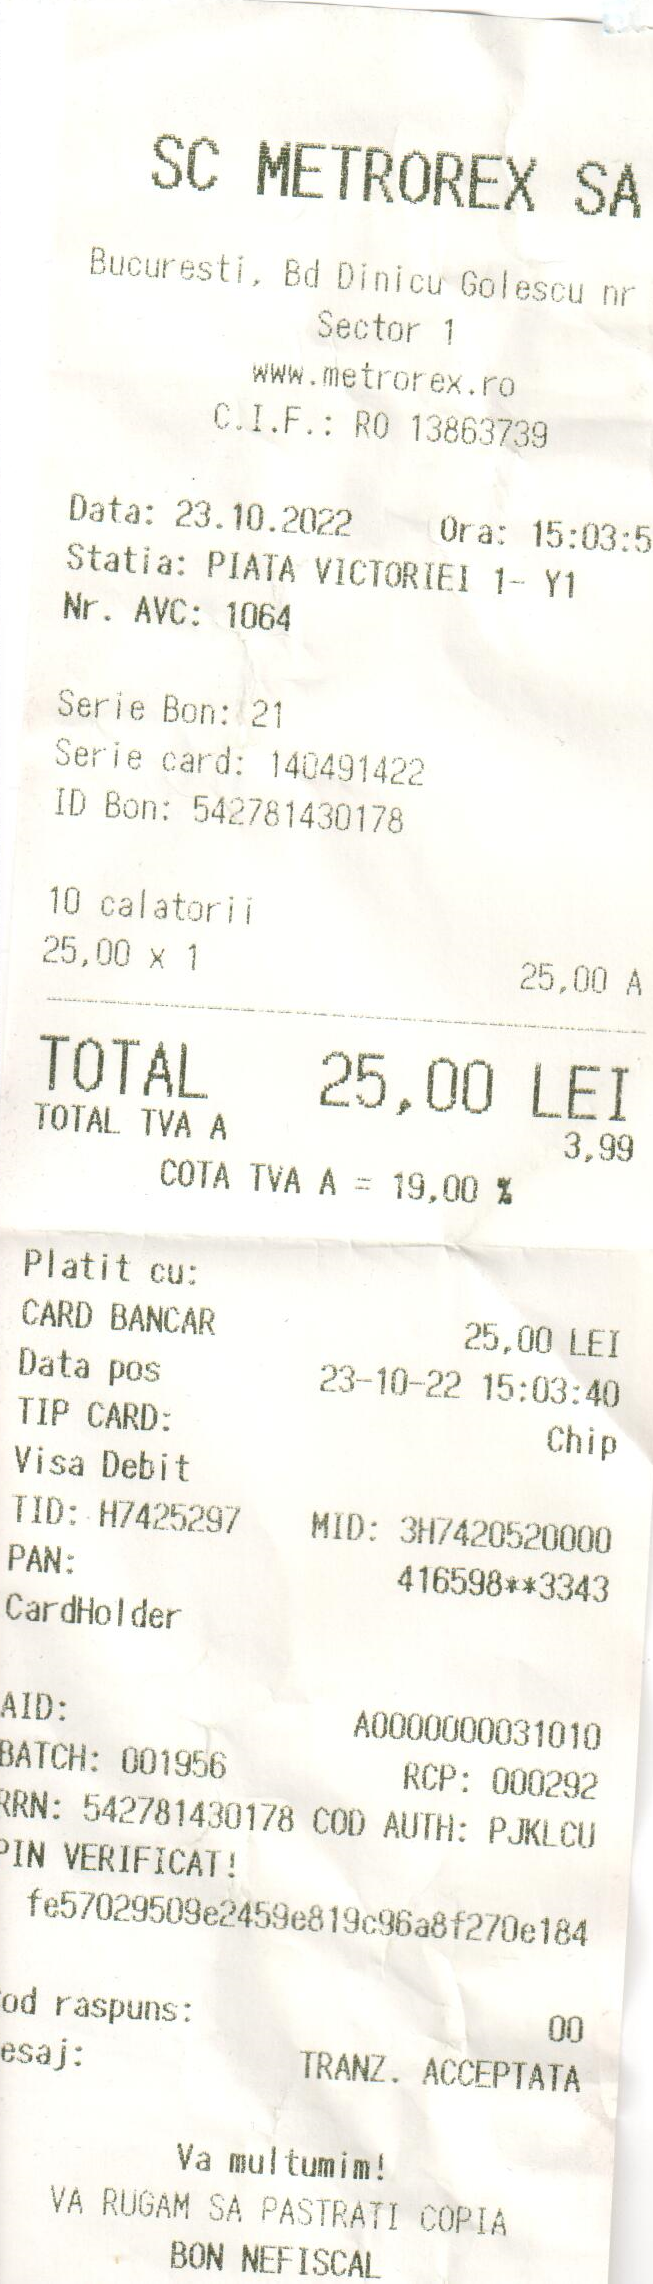 SC METROREX SA
Bucuresti, Bd Dinicu Golescu nr
Sector 1
www.metrorex.ro
C.I.F.: RO 13863739
Data: 23.10.2022 Ora: 15:03:5
Statia: PIATA VICTORIEI 1- Y1
Nr. AVC: 1064
Serie Bon: 21
Serie card: 140491422
ID Bon: 542781430178
10 calatorii
25,00 x 1 25,00 A
TOTAL 25,00 LEI
TOTAL TVA A 3,99
COTA TVA A = 19,00 %
Platit cu:
CARD BANCAR 25,00 LEI
Data pos 23-10-22 15:03:40
TIP CARD: Chip
Visa Debit
TID: H7425297 MID: 3H7420520000
PAN: 416598**3343
CardHolder
AID: A0000000031010
BATCH: 001956 RCP: 000292
RRN: 542781430178 COD AUTH: PJKLCU
PIN VERIFICAT!
fe57029509e2459e819c96a8f270e184
od raspuns: 00
esaj: TRANZ. ACCEPTATA
Va multumim!
VA RUGAM SA PASTRATI COPIA
BON NEFISCAL